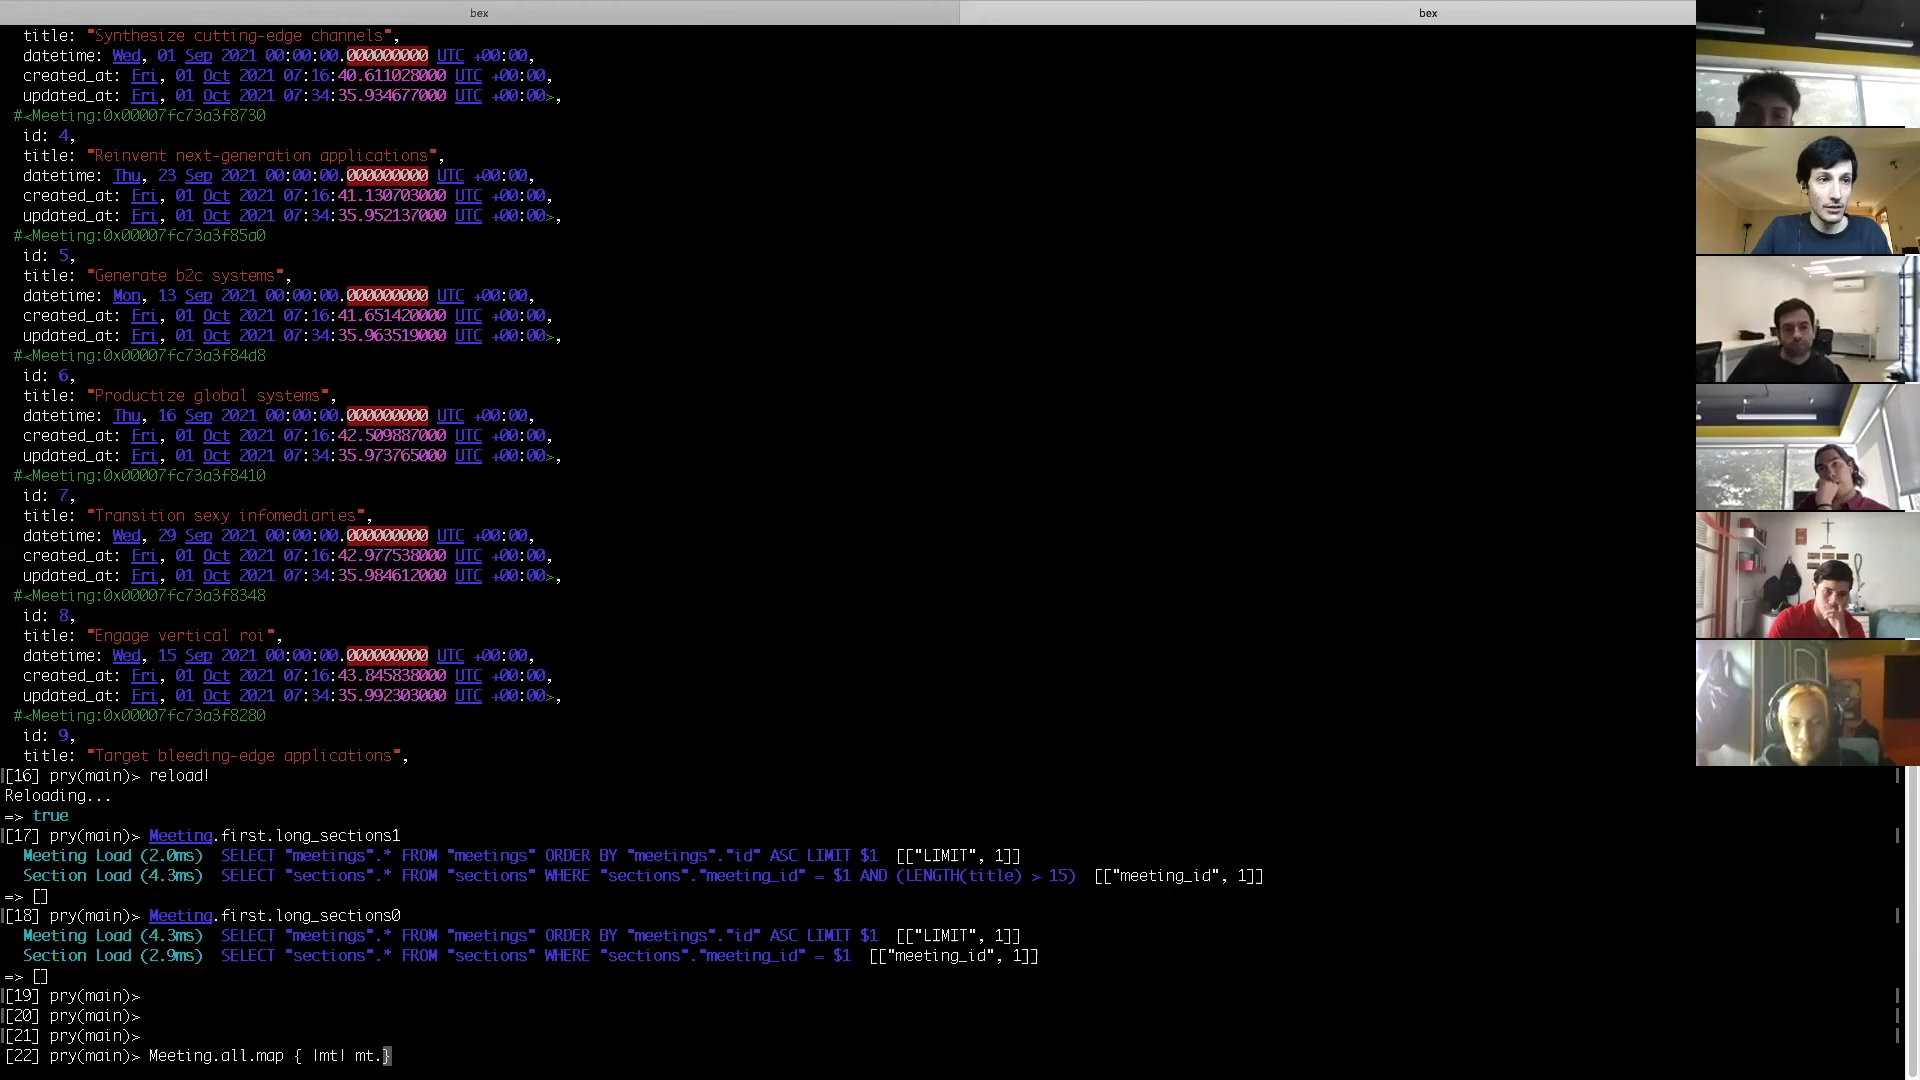 bex
bex
title: "Synthesize cutting-edge channels",
datetime: Wed, 01 Sep 2021 00:00:00.000000000 UTC +00:00,
created_at: Fri, 01 Oct 2021 07:16:40.611028000 UTC +00:00,
updated_at: Fri, 01 Oct 2021 07:34:35.934677000 UTC +00:00>,
#<Meeting:0x00007fc73a3f8730
id: 4,
title: "Reinvent next-generation applications",
datetime: Thu, 23 Sep 2021 00:00:00.000000000 UTC +00:00,
created_at: Fri, 01 Oct 2021 07:16:41.130703000 UTC +00:00,
updated_at: Fri, 01 Oct 2021 07:34:35.952137000 UTC +00:00>,
#<Meeting:0x00007fc73a3f85a0
id: 5,
title: "Generate b2c systems",
datetime: Mon, 13 Sep 2021 00:00:00.000000000 UTC +00:00,
created_at: Fri, 01 Oct 2021 07:16:41.651420000 UTC +00:00,
updated_at: Fri, 01 Oct 2021 07:34:35.963519000 UTC +00:00>,
#<Meeting:0x00007fc73a3f84d8
id: 6,
title: "Productize global systems",
datetime: Thu, 16 Sep 2021 00:00:00.000000000 UTC +00:00,
created_at: Fri, 01 Oct 2021 07:16:42.509887000 UTC +00:00,
updated_at: Fri, 01 Oct 2021 07:34:35.973765000 UTC +00:00>,
#<Meeting:0x00007fc73a3f8410
id: 7,
title: "Transition sexy infomediaries",
datetime: Wed, 29 Sep 2021 00:00:00.000000000 UTC +00:00,
created_at: Fri, 01 Oct 2021 07:16:42.977538000 UTC +00:00,
updated_at: Fri, 01 Oct 2021 07:34:35.984612000 UTC +00:00>,
#<Meeting:0x00007fc73a3f8348
id: 8,
title: "Engage vertical roi",
datetime: Wed, 15 Sep 2021 00:00:00.000000000 UTC +00:00,
created_at: Fri, 01 Oct 2021 07:16:43.845838000 UTC +00:00,
updated_at: Fri, 01 Oct 2021 07:34:35.992303000 UTC +00:00>,
#<Meeting:0x00007fc73a3f8280
id: 9,
title: "Target bleeding-edge applications",
[16] pry(main)> reload!
Reloading...
=> true
[17] pry(main)> Meeting.first.long_sections1
Meeting Load (2.0ms)  SELECT "meetings".* FROM "meetings" ORDER BY "meetings"."id" ASC LIMIT $1  [["LIMIT", 1]]
Section Load (4.3ms)  SELECT "sections".* FROM "sections" WHERE "sections"."meeting_id" = $1 AND (LENGTH(title) > 15)  [["meeting_id", 1]]
=> []
[18] pry(main)> Meeting.first.long_sections0
Meeting Load (4.3ms)  SELECT "meetings".* FROM "meetings" ORDER BY "meetings"."id" ASC LIMIT $1  [["LIMIT", 1]]
Section Load (2.9ms)  SELECT "sections".* FROM "sections" WHERE "sections"."meeting_id" = $1  [["meeting_id", 1]]
=> []
[19] pry(main)>
[20] pry(main)>
[21] pry(main)>
[22] pry(main)> Meeting.all.map { |mt| mt.}